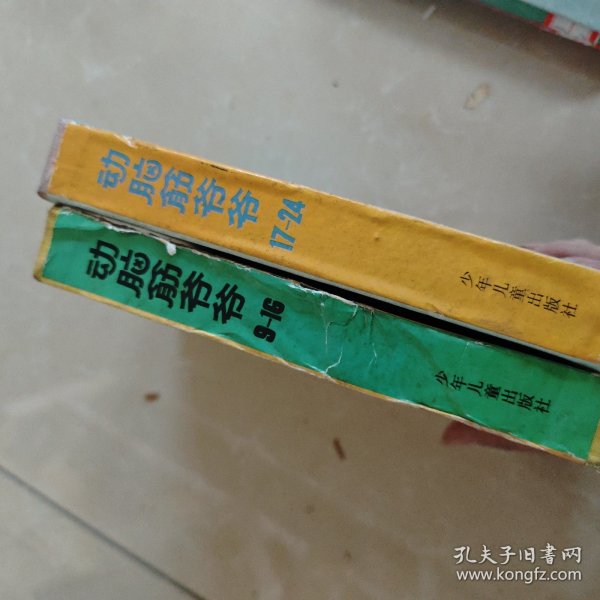 动脑筋爷爷 17-24 少年儿童出版社
动脑筋爷爷 9-16 少年儿童出版社
孔夫子旧書网
www.kongfz.com